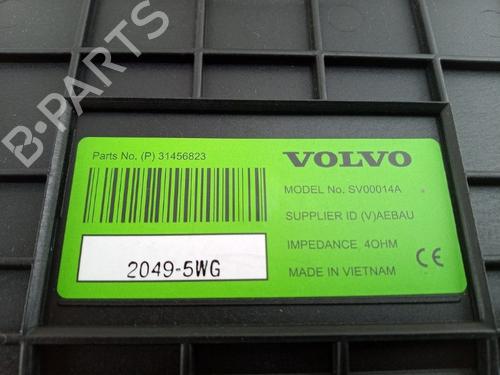 B-PARTS
Parts No, (P) 31456823
VOLVO
MODEL No. SV00014A
SUPPLIER ID (V)AEBAU
2049-5WG
IMPEDANCE, 4OHM
MADE IN VIETNAM
CE